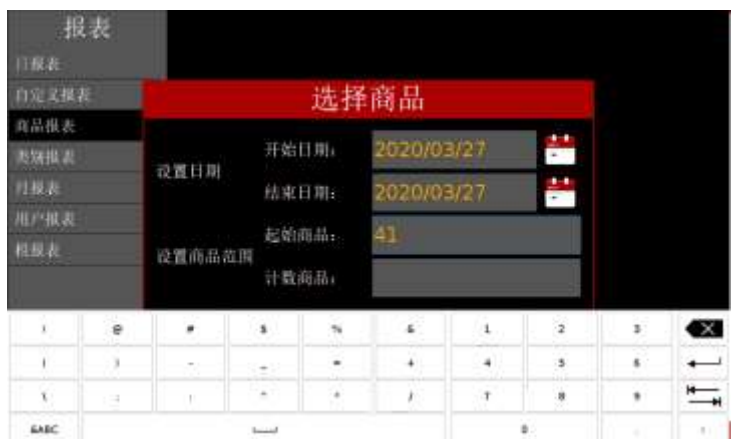 报表
日报表
自定义报表
商品报表
类别报表
月报表
用户报表
税报表
选择商品
设置日期
开始日期：
2020/03/27
结束日期：
2020/03/27
设置商品范围
起始商品：
41
计数商品：
! @ # $ % & 1 2 3
( ) - _ = + 4 5 6
\ ; : " * / 7 8 9
&ABC 0 .